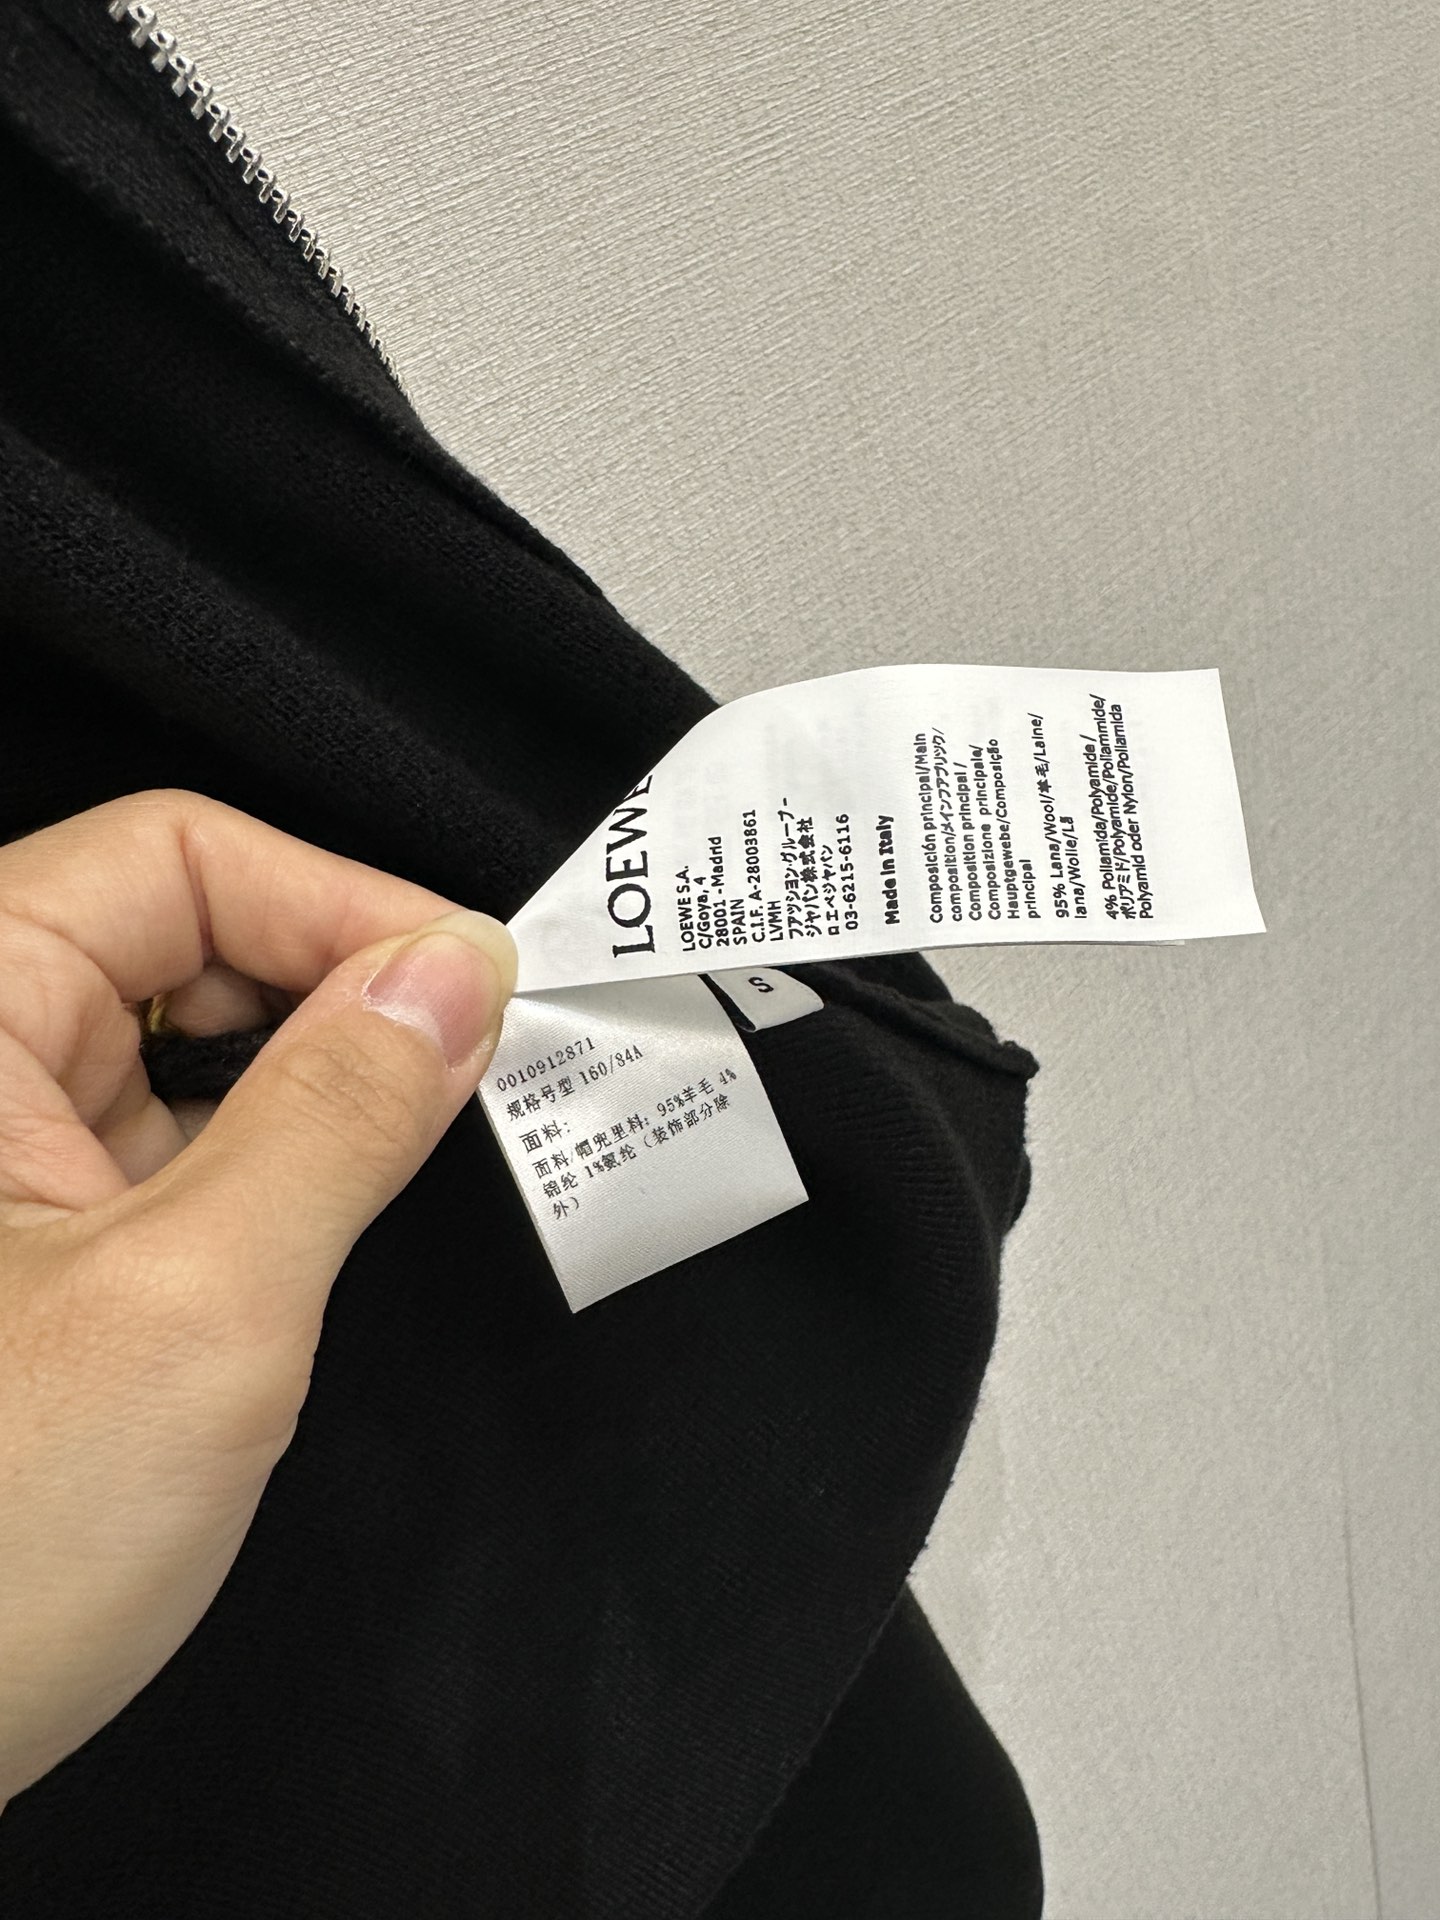 LOEWE
LOEWE S.A.
C/Goya, 4
28001 - Madrid
SPAIN
C.I.F. A-28003861
LVMH
ファッション・グループ・
ジャパン株式会社
ロエベジャパン
03-6215-6116
Made in Italy
Composición principal/Main
composition/メインファブリック/
Composition principal /
Composizione principale/
Hauptgewebe/Composição
principal
95% Lana/Wool/羊毛/Laine/
lana/Wolle/Lã
4% Poliamida/Polyamide/
ポリアミド/Polyamide/Poliammide/
Polyamid oder Nylon/Poliamida
S
0010912871
规格号型 160/84A
面料:
面料/帽兜里料: 95%羊毛 4%
锦纶 1%氨纶 (装饰部分除
外)